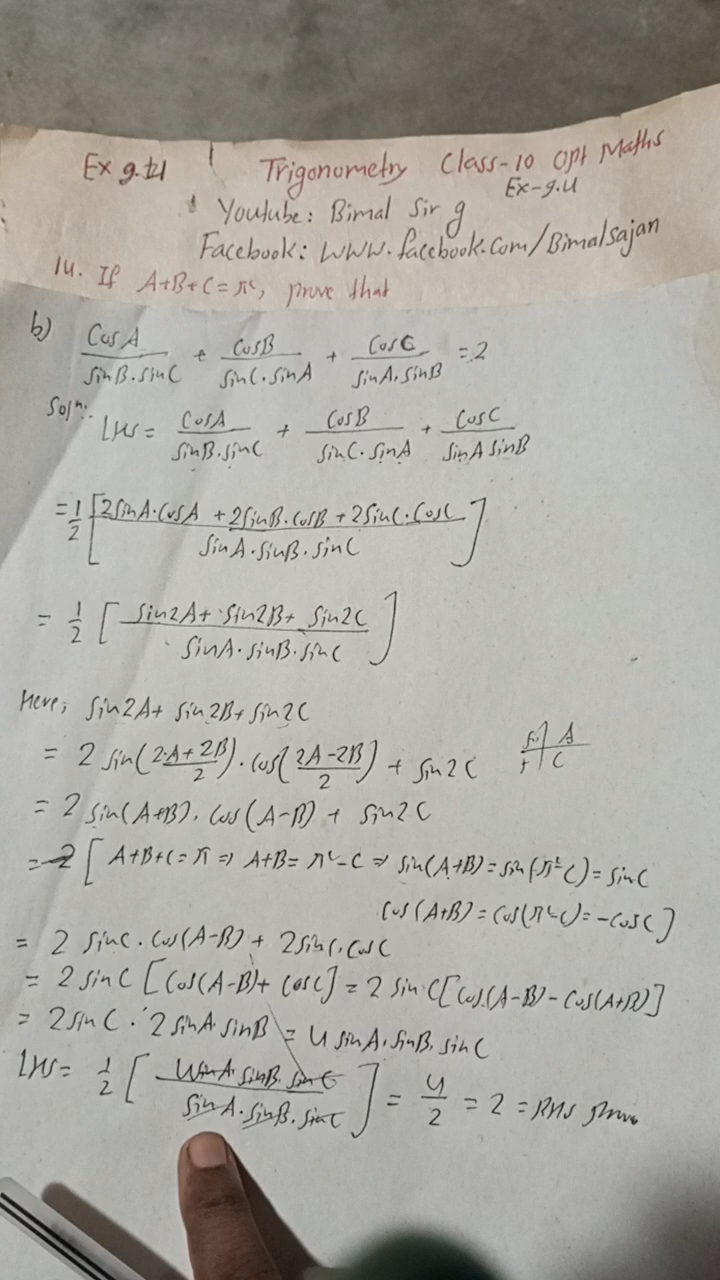 Ex 9.4 Trigonometry Class-10 Opt Maths
Ex-9.4
Youtube: Bimal Sir g
Facebook: WWW.facebook.com/Bimalsajan
14. If A+B+C=πᶜ, prove that
b) CosA/SinB.sinC + CosB/SinC.SinA + CosC/SinA.SinB = 2
Solⁿ: LHS = CosA/SinB.sinC + CosB/SinC.SinA + CosC/SinA SinB
= 1/2 [2SinA.CosA + 2SinB.CosB + 2SinC.CosC / SinA.SinB.SinC]
= 1/2 [Sin2A + Sin2B + Sin2C / SinA.SinB.SinC]
Here, Sin2A + Sin2B + Sin2C
= 2 Sin(2A+2B/2).Cos(2A-2B/2) + Sin2C
= 2 Sin(A+B).Cos(A-B) + Sin2C
= [A+B+C=π ⇒ A+B=πᶜ-C ⇒ Sin(A+B)=Sin(πᶜ-C)=SinC
Cos(A+B)=Cos(πᶜ-C)=-CosC]
= 2 SinC.Cos(A-B) + 2SinC.CosC
= 2 SinC [Cos(A-B)+CosC] = 2 SinC[Cos(A-B)-Cos(A+B)]
= 2SinC.2SinA.SinB = 4SinA.SinB.SinC
LHS = 1/2 [4SinA.SinB.SinC / SinA.SinB.SinC] = 4/2 = 2 = RHS